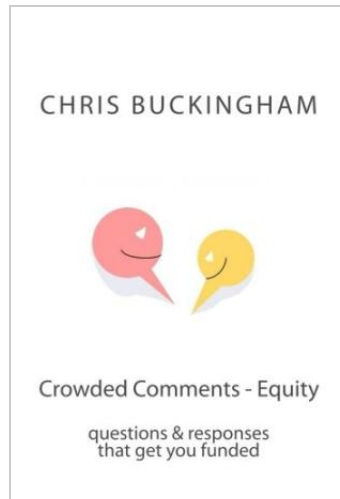 CHRIS BUCKINGHAM
Crowded Comments - Equity
questions & responses
that get you funded